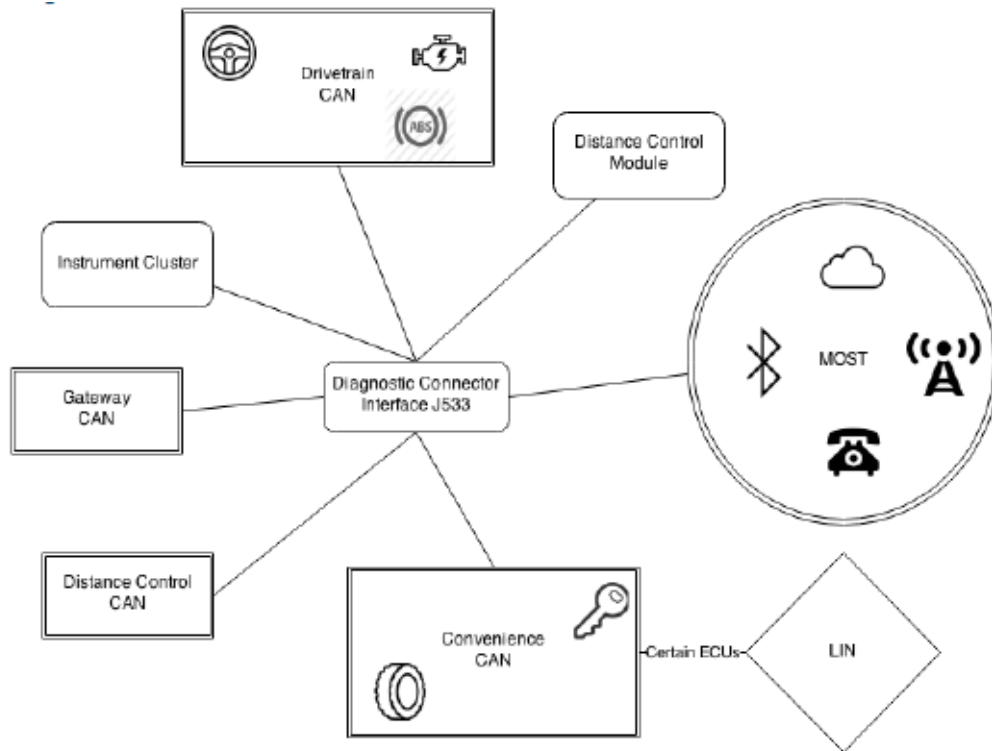 Drivetrain
CAN
ABS
Distance Control
Module
Instrument Cluster
MOST
Diagnostic Connector
Interface J533
Gateway
CAN
Distance Control
CAN
Convenience
CAN
Certain ECUs
LIN